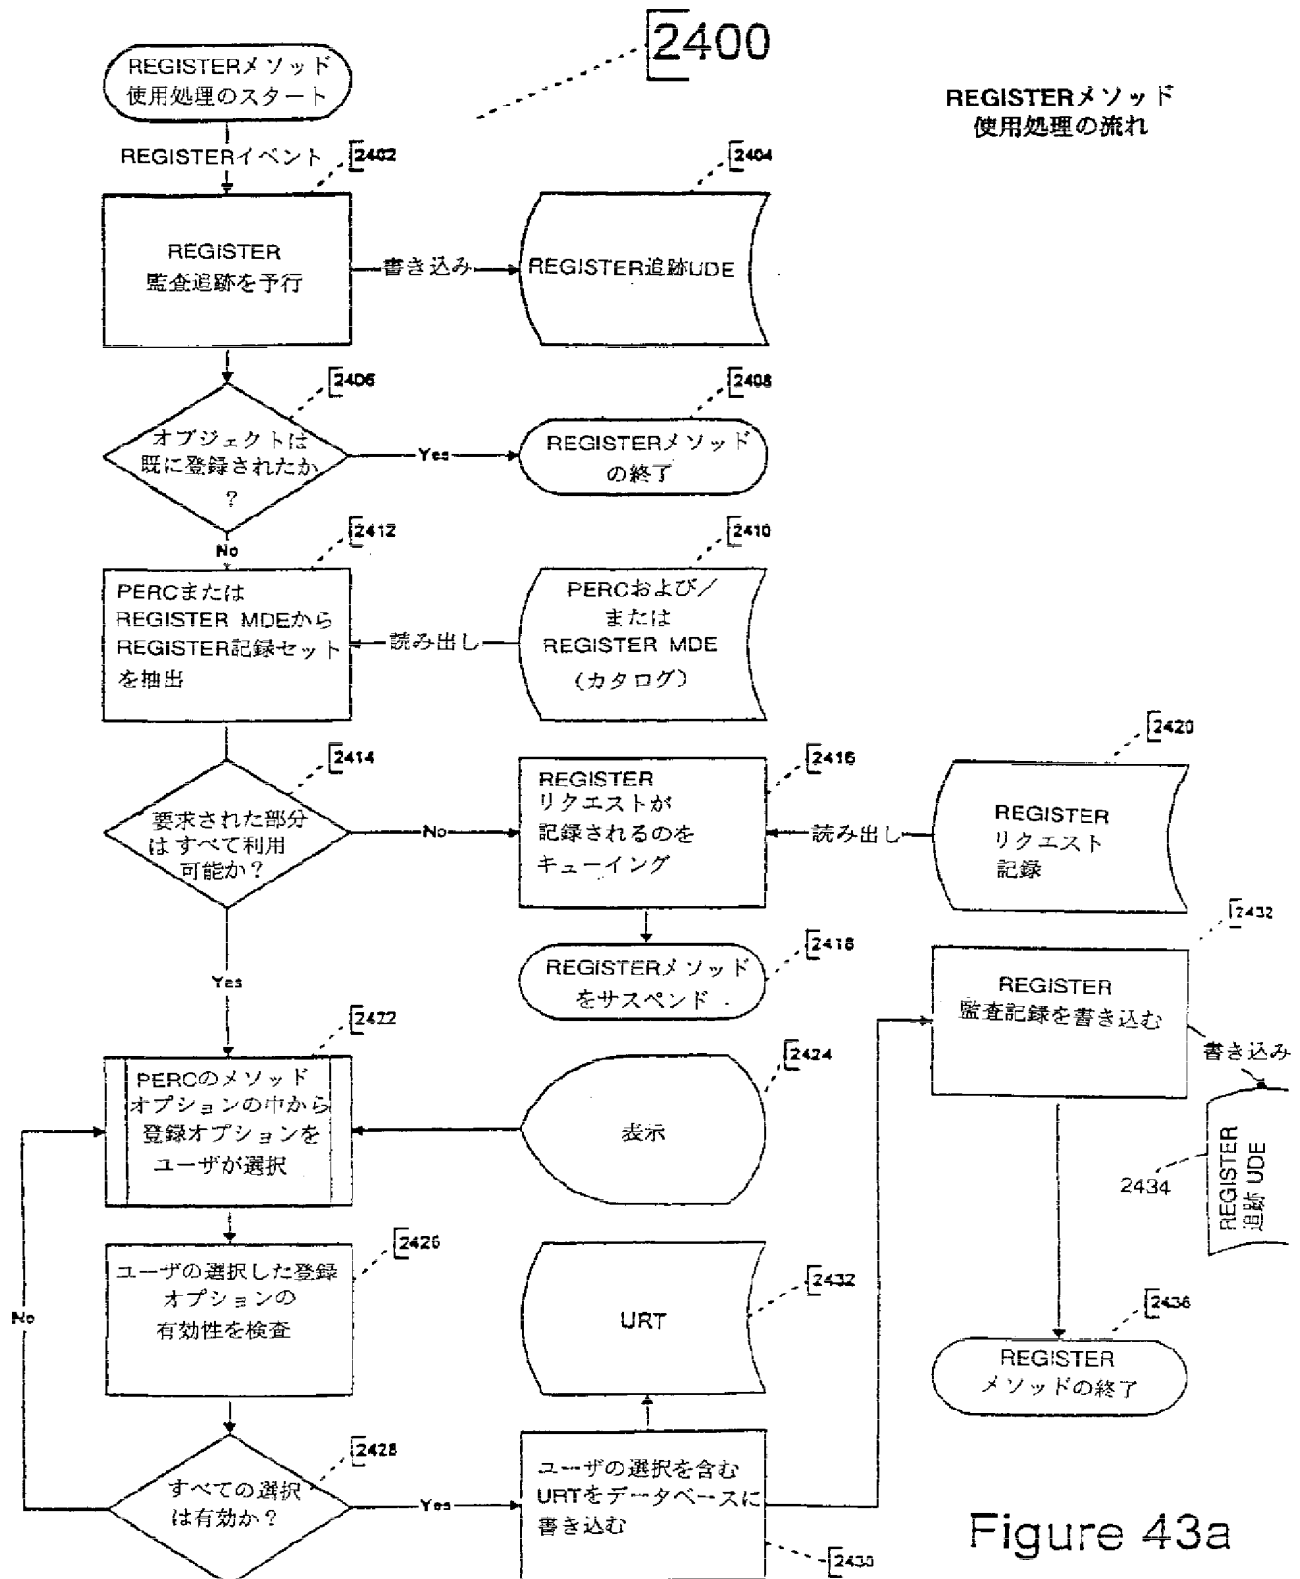 2400
REGISTERメソッド
使用処理のスタート
REGISTERメソッド
使用処理の流れ
REGISTERイベント
2402
2404
REGISTER
監査追跡を予行
書き込み
REGISTER追跡UDE
2406
2408
オブジェクトは
既に登録されたか
?
Yes
REGISTERメソッド
の終了
No
2412
2410
PERCまたは
REGISTER MDEから
REGISTER記録セット
を抽出
読み出し
PERCおよび/
または
REGISTER MDE
(カタログ)
2414
2416
2420
要求された部分
はすべて利用
可能か?
No
REGISTER
リクエストが
記録されるのを
キューイング
読み出し
REGISTER
リクエスト
記録
2418
REGISTERメソッド
をサスペンド
2432
REGISTER
監査記録を書き込む
書き込み
Yes
2422
2424
PERCのメソッド
オプションの中から
登録オプションを
ユーザが選択
表示
2434
REGISTER
追跡 UDE
2426
2432
ユーザの選択した登録
オプションの
有効性を検査
URT
No
2436
REGISTER
メソッドの終了
2428
すべての選択
は有効か?
Yes
ユーザの選択を含む
URTをデータベースに
書き込む
2430
Figure 43a